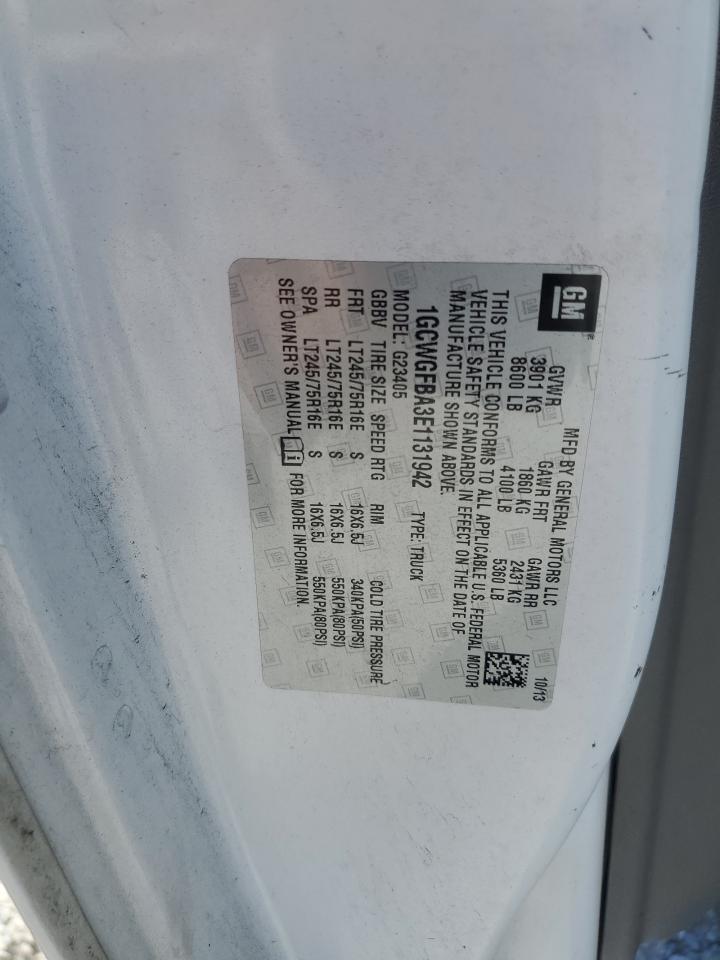 GM
MFD BY GENERAL MOTORS LLC 10/13
GVWR GAWR FRT GAWR RR
3901 KG 1860 KG 2431 KG
8600 LB 4100 LB 5360 LB
THIS VEHICLE CONFORMS TO ALL APPLICABLE U.S. FEDERAL MOTOR
VEHICLE SAFETY STANDARDS IN EFFECT ON THE DATE OF
MANUFACTURE SHOWN ABOVE.
1GCWGFBA3E1131942 TYPE: TRUCK
MODEL: G23405
GBBV TIRE SIZE SPEED RTG RIM COLD TIRE PRESSURE
FRT LT245/75R16E S 16X6.5J 340KPA(50PSI)
RR LT245/75R16E S 16X6.5J 550KPA(80PSI)
SPA LT245/75R16E S 16X6.5J 550KPA(80PSI)
SEE OWNER'S MANUAL FOR MORE INFORMATION.